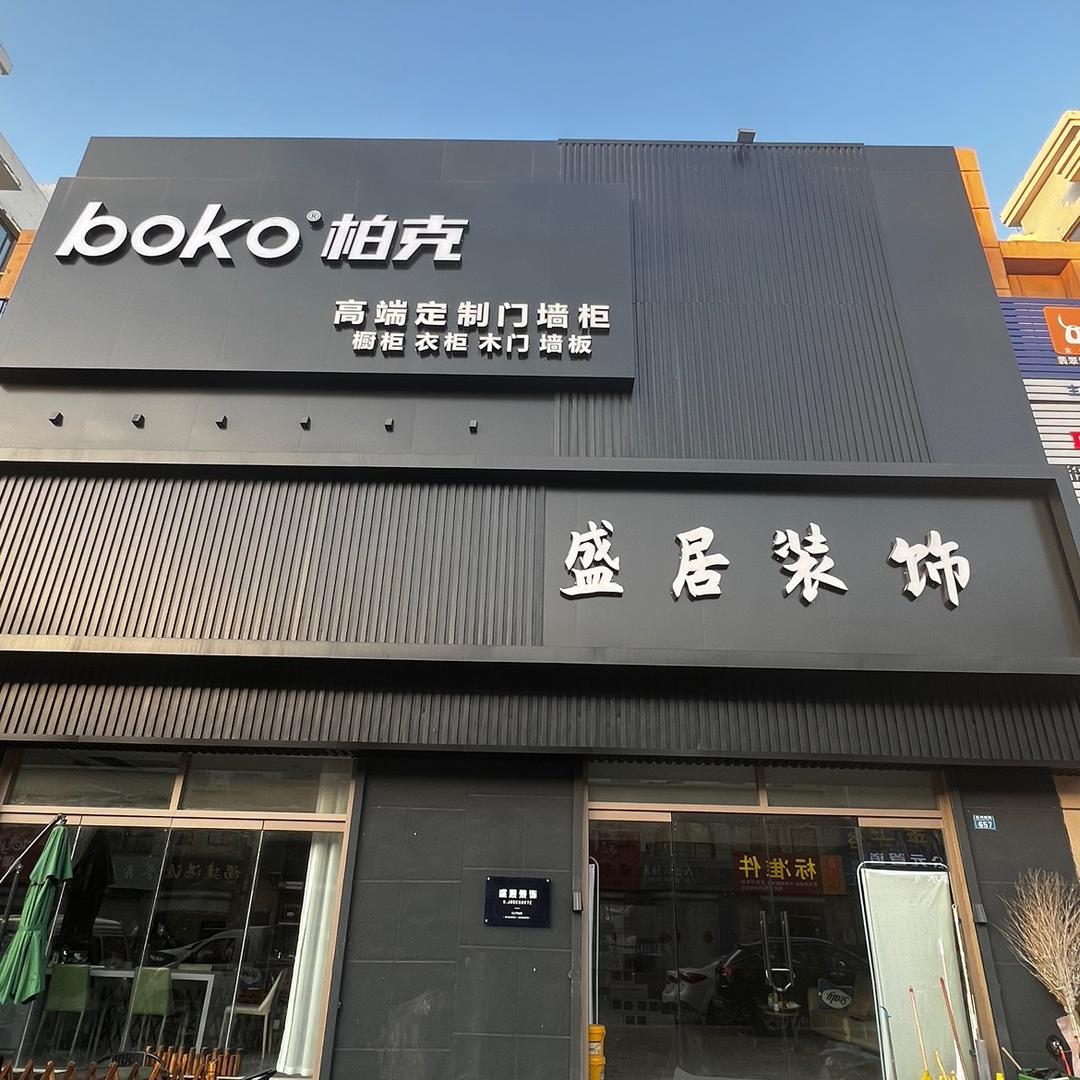 boko® 柏克
高端定制门墙柜
橱柜 衣柜 木门 墙板
盛居装饰
盛居装饰
657
标准件